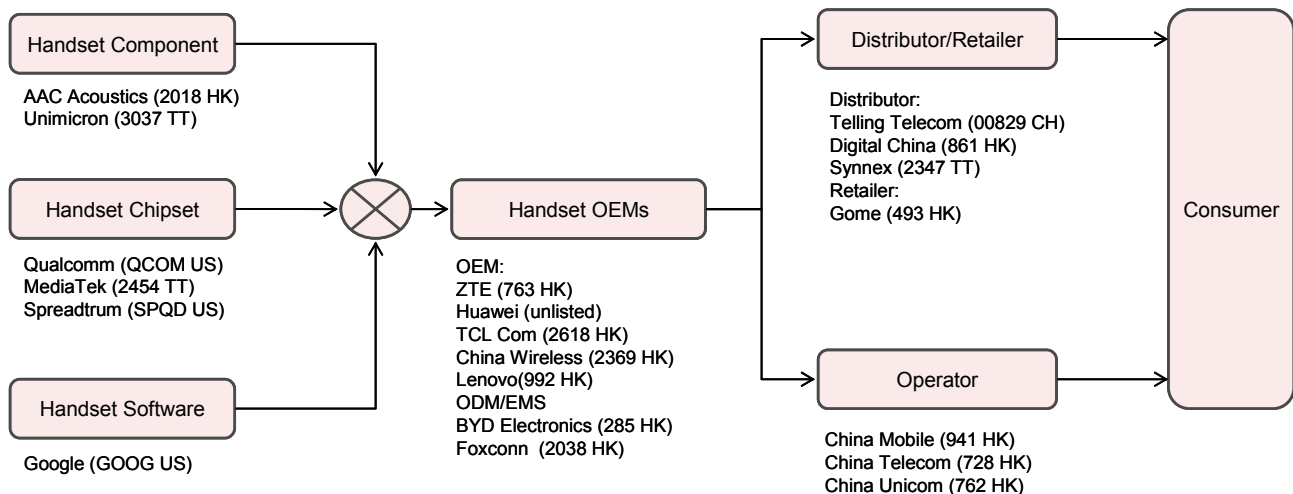 Handset Component
AAC Acoustics (2018 HK)
Unimicron (3037 TT)
Handset Chipset
Qualcomm (QCOM US)
MediaTek (2454 TT)
Spreadtrum (SPQD US)
Handset Software
Google (GOOG US)
Handset OEMs
OEM:
ZTE (763 HK)
Huawei (unlisted)
TCL Com (2618 HK)
China Wireless (2369 HK)
Lenovo(992 HK)
ODM/EMS
BYD Electronics (285 HK)
Foxconn  (2038 HK)
Distributor/Retailer
Distributor:
Telling Telecom (00829 CH)
Digital China (861 HK)
Synnex (2347 TT)
Retailer:
Gome (493 HK)
Operator
China Mobile (941 HK)
China Telecom (728 HK)
China Unicom (762 HK)
Consumer